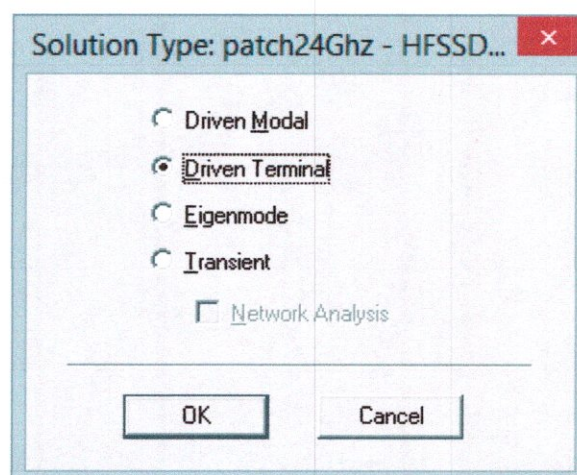 Solution Type: patch24Ghz - HFSSD...
Driven Modal
Driven Terminal
Eigenmode
Transient
Network Analysis
OK
Cancel